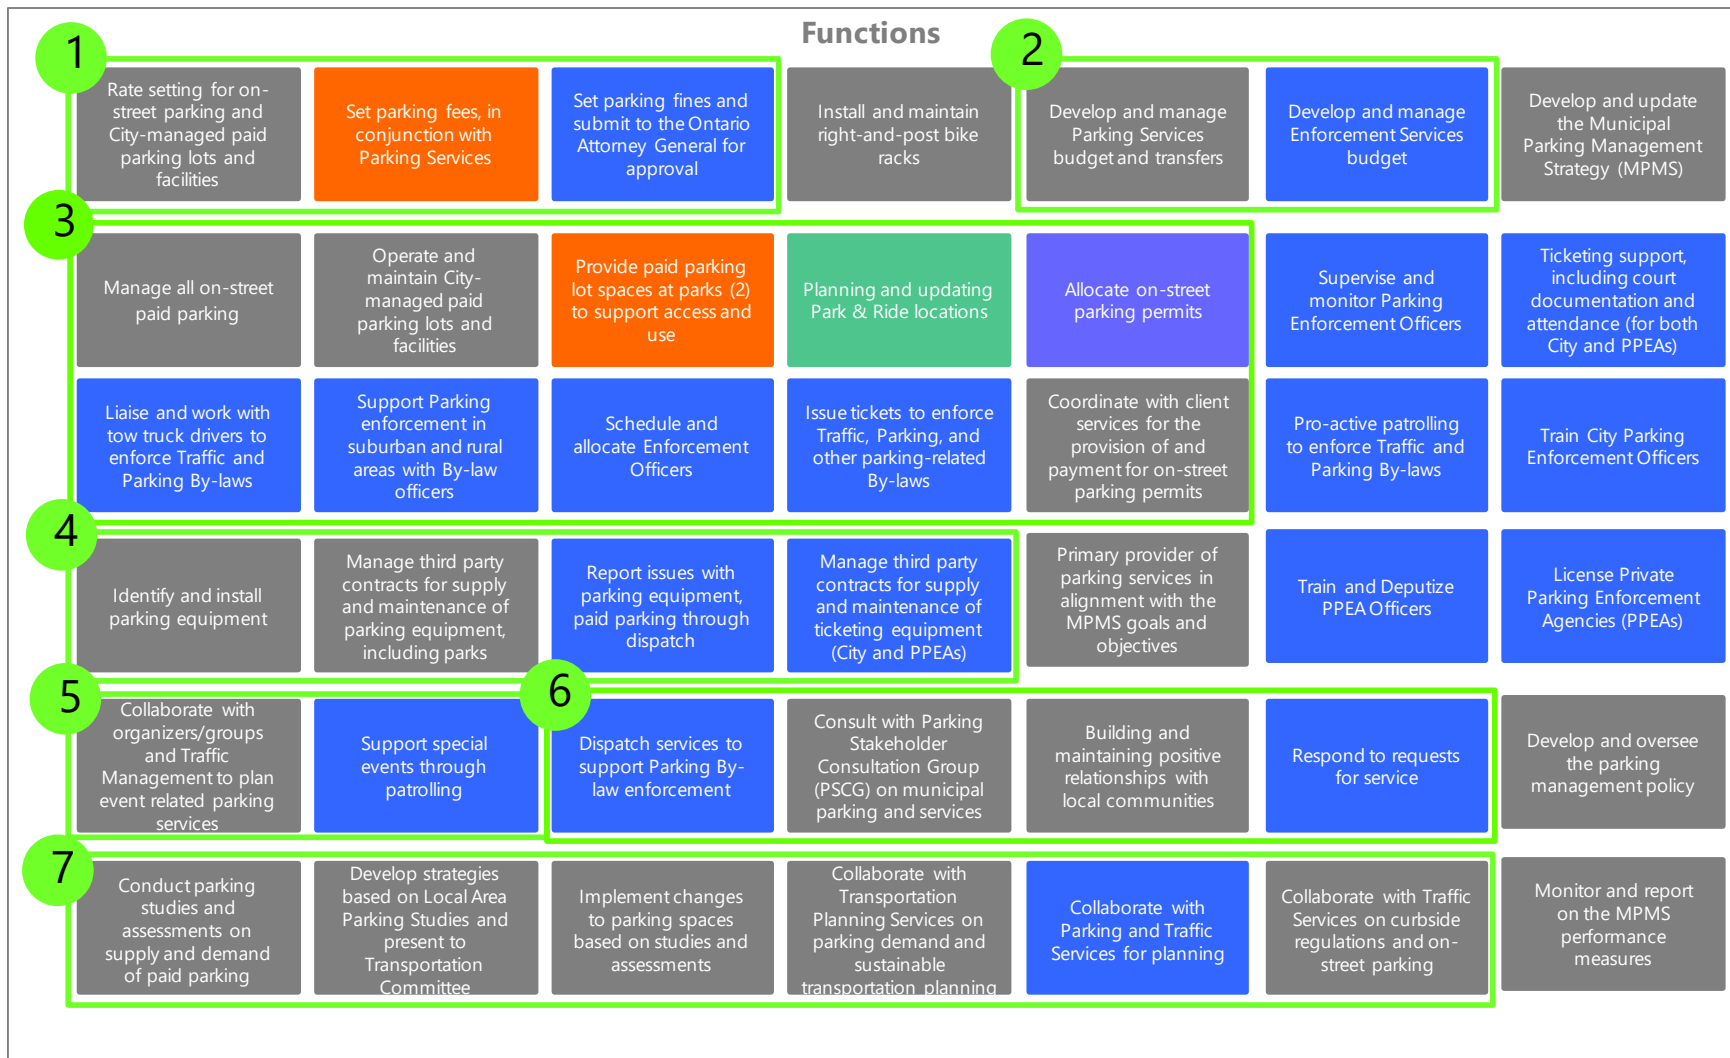 Functions
1
2
Rate setting for on-
street parking and
City-managed paid
parking lots and
facilities
Set parking fees, in
conjunction with
Parking Services
Set parking fines and
submit to the Ontario
Attorney General for
approval
Install and maintain
right-and-post bike
racks
Develop and manage
Parking Services
budget and transfers
Develop and manage
Enforcement Services
budget
Develop and update
the Municipal
Parking Management
Strategy (MPMS)
3
Manage all on-street
paid parking
Operate and
maintain City-
managed paid
parking lots and
facilities
Provide paid parking
lot spaces at parks (2)
to support access and
use
Planning and updating
Park & Ride locations
Allocate on-street
parking permits
Supervise and
monitor Parking
Enforcement Officers
Ticketing support,
including court
documentation and
attendance (for both
City and PPEAs)
Liaise and work with
tow truck drivers to
enforce Traffic and
Parking By-laws
Support Parking
enforcement in
suburban and rural
areas with By-law
officers
Schedule and
allocate Enforcement
Officers
Issue tickets to enforce
Traffic, Parking, and
other parking-related
By-laws
Coordinate with client
services for the
provision of and
payment for on-street
parking permits
Pro-active patrolling
to enforce Traffic and
Parking By-laws
Train City Parking
Enforcement Officers
4
Identify and install
parking equipment
Manage third party
contracts for supply
and maintenance of
parking equipment,
including parks
Report issues with
parking equipment,
paid parking through
dispatch
Manage third party
contracts for supply
and maintenance of
ticketing equipment
(City and PPEAs)
Primary provider of
parking services in
alignment with the
MPMS goals and
objectives
Train and Deputize
PPEA Officers
License Private
Parking Enforcement
Agencies (PPEAs)
5
6
Collaborate with
organizers/groups
and Traffic
Management to plan
event related parking
services
Support special
events through
patrolling
Dispatch services to
support Parking By-
law enforcement
Consult with Parking
Stakeholder
Consultation Group
(PSCG) on municipal
parking and services
Building and
maintaining positive
relationships with
local communities
Respond to requests
for service
Develop and oversee
the parking
management policy
7
Conduct parking
studies and
assessments on
supply and demand
of paid parking
Develop strategies
based on Local Area
Parking Studies and
present to
Transportation
Committee
Implement changes
to parking spaces
based on studies and
assessments
Collaborate with
Transportation
Planning Services on
parking demand and
sustainable
transportation planning
Collaborate with
Parking and Traffic
Services for planning
Collaborate with Traffic
Services on curbside
regulations and on-
street parking
Monitor and report
on the MPMS
performance
measures